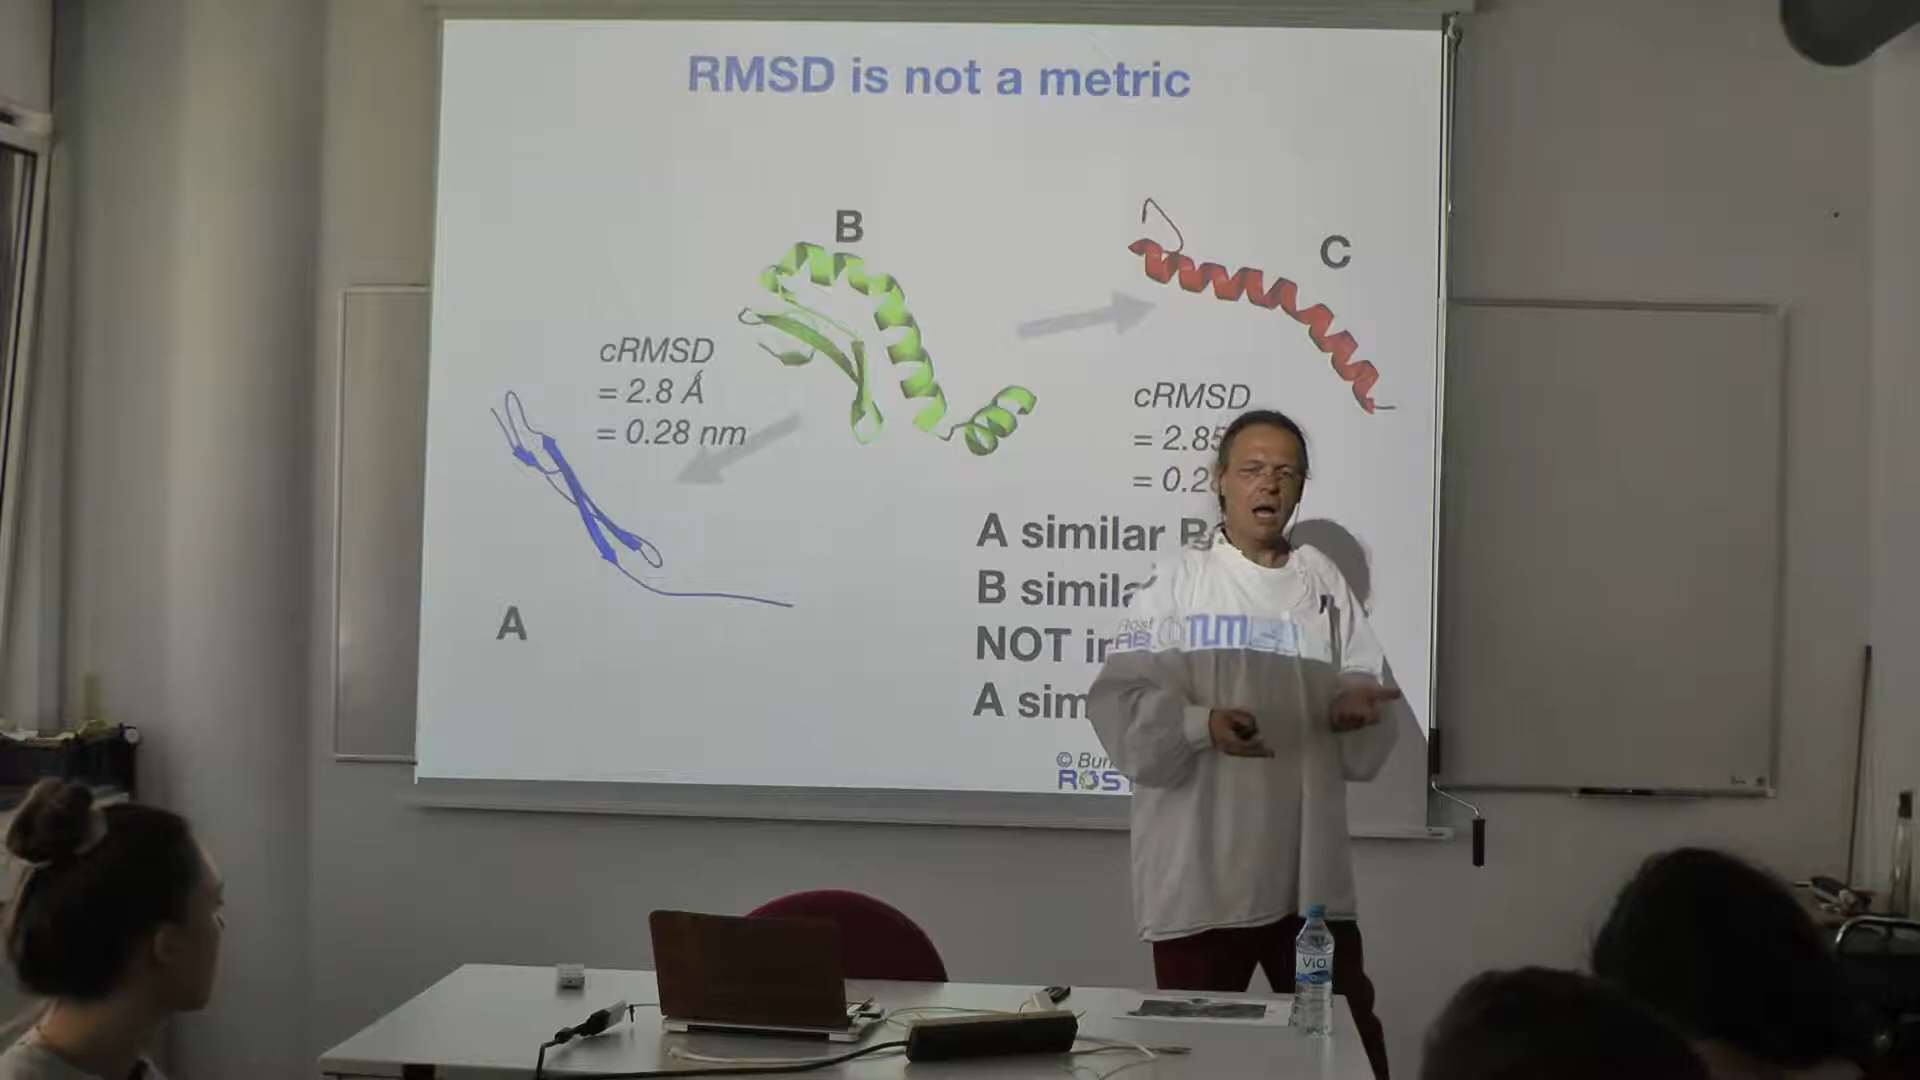 RMSD is not a metric
B
C
cRMSD
= 2.8 Å
= 0.28 nm
cRMSD
= 2.85
= 0.2
A similar B
B simila
NOT
A sim
A
Rost
TUM
©
ROST
ViO